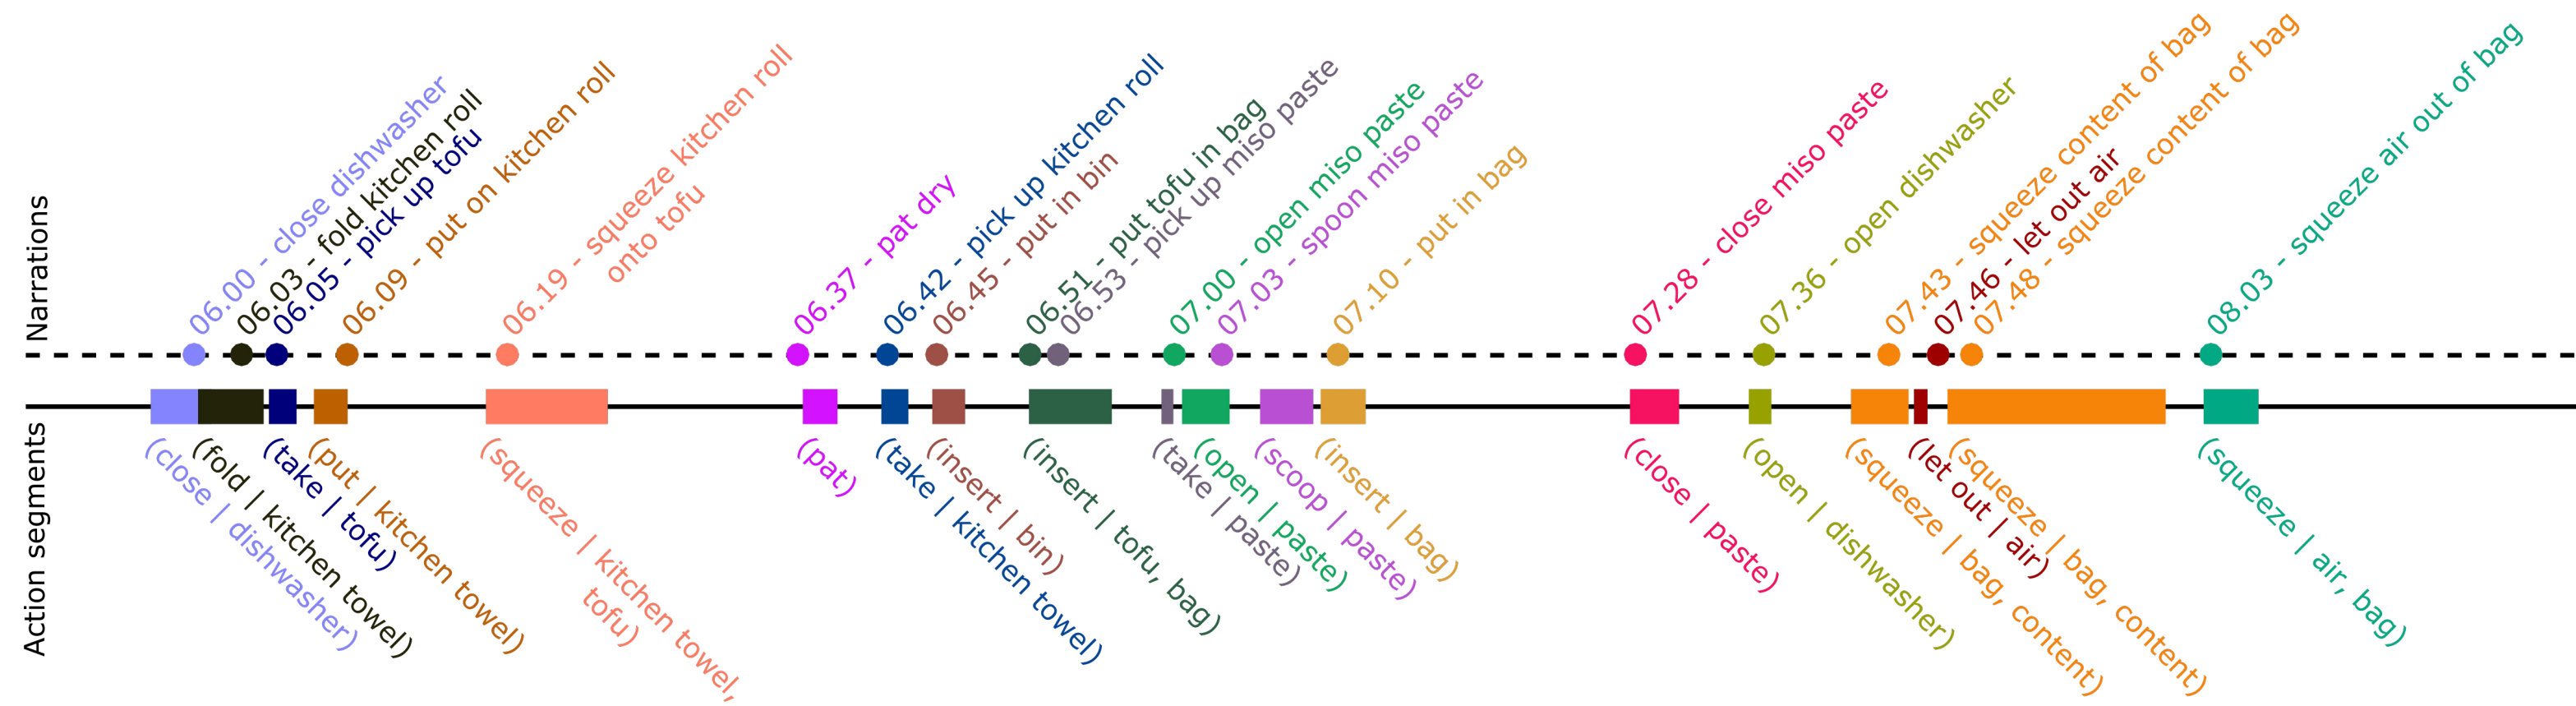 Narrations
06.00 - close dishwasher
06.03 - fold kitchen roll
06.05 - pick up tofu
06.09 - put on kitchen roll
06.19 - squeeze kitchen roll
onto tofu
06.37 - pat dry
06.42 - pick up kitchen roll
06.45 - put in bin
06.51 - put tofu in bag
06.53 - pick up miso paste
07.00 - open miso paste
07.03 - spoon miso paste
07.10 - put in bag
07.28 - close miso paste
07.36 - open dishwasher
07.43 - squeeze content of bag
07.46 - let out air
07.48 - squeeze content of bag
08.03 - squeeze air out of bag
Action segments
(close | dishwasher)
(fold | kitchen towel)
(take | tofu)
(put | kitchen towel)
(squeeze | kitchen towel,
tofu)
(pat)
(take | kitchen towel)
(insert | bin)
(insert | tofu, bag)
(take | paste)
(open | paste)
(scoop | paste)
(insert | bag)
(close | paste)
(open | dishwasher)
(squeeze | bag, content)
(let out | air)
(squeeze | bag, content)
(squeeze | air, bag)